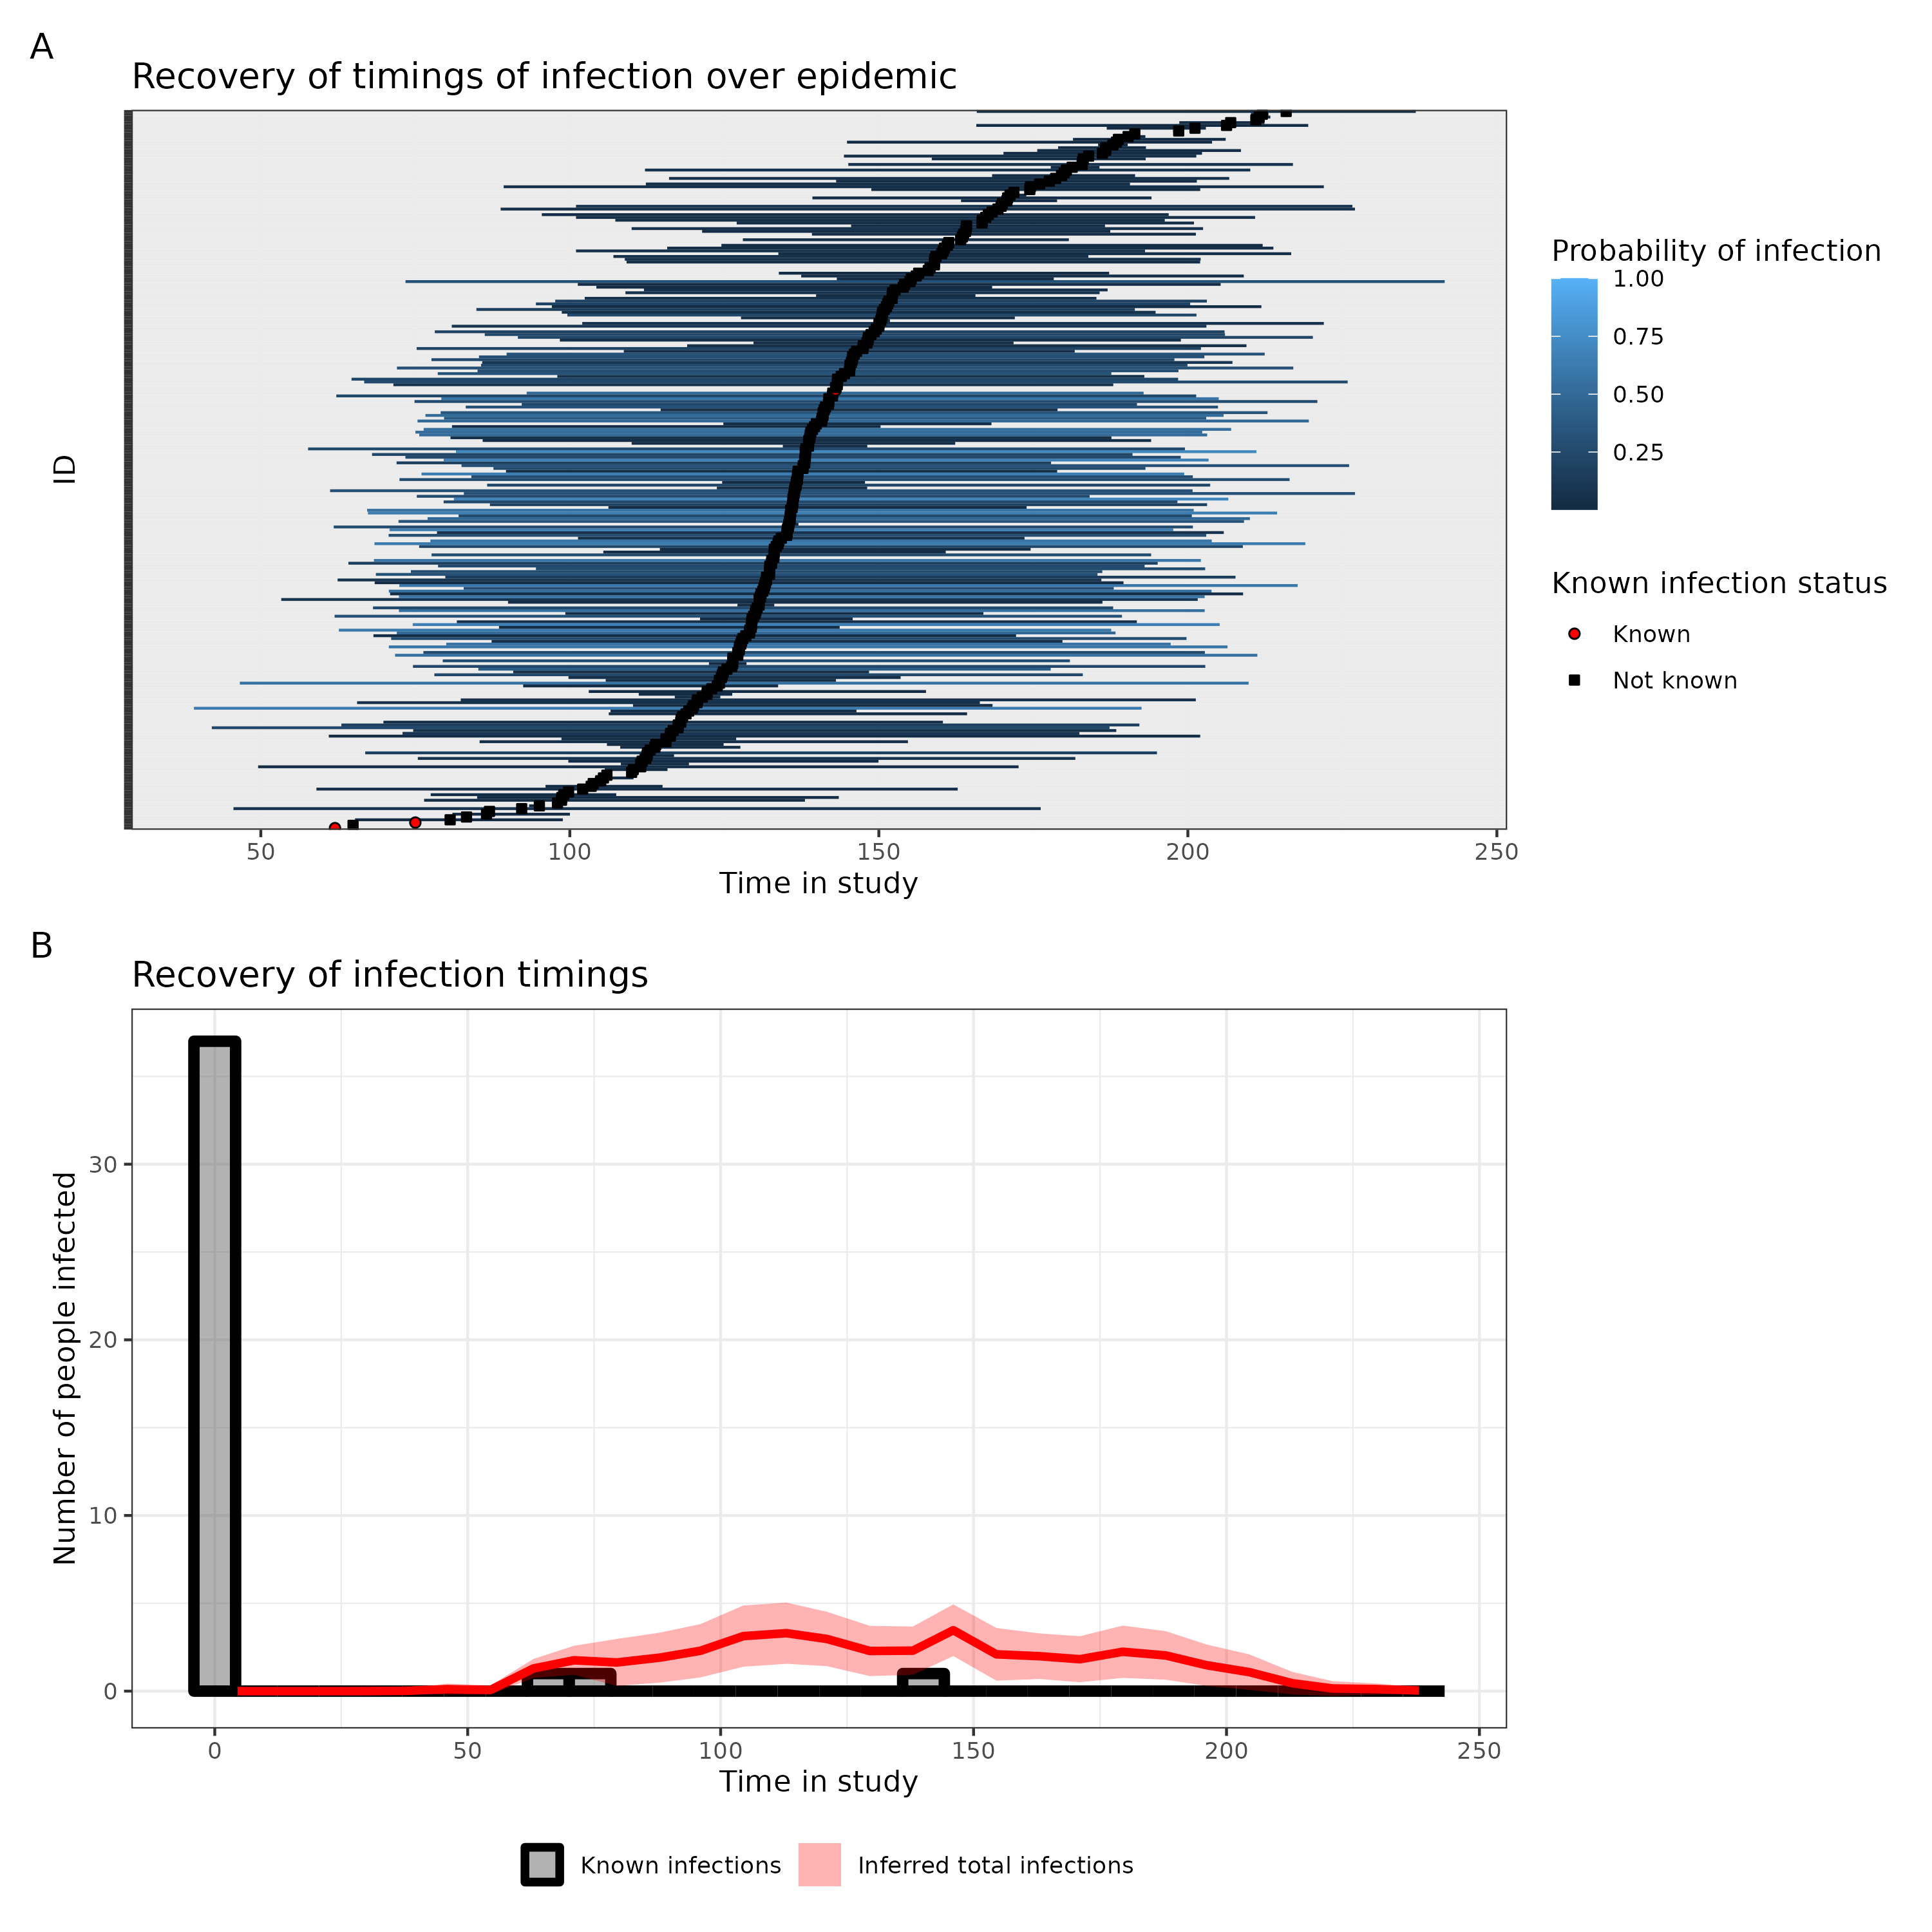 A
Recovery of timings of infection over epidemic
ID
50 100 150 200 250
Time in study
Probability of infection
1.00
0.75
0.50
0.25
Known infection status
Known
Not known
B
Recovery of infection timings
Number of people infected
30
20
10
0
0 50 100 150 200 250
Time in study
Known infections Inferred total infections